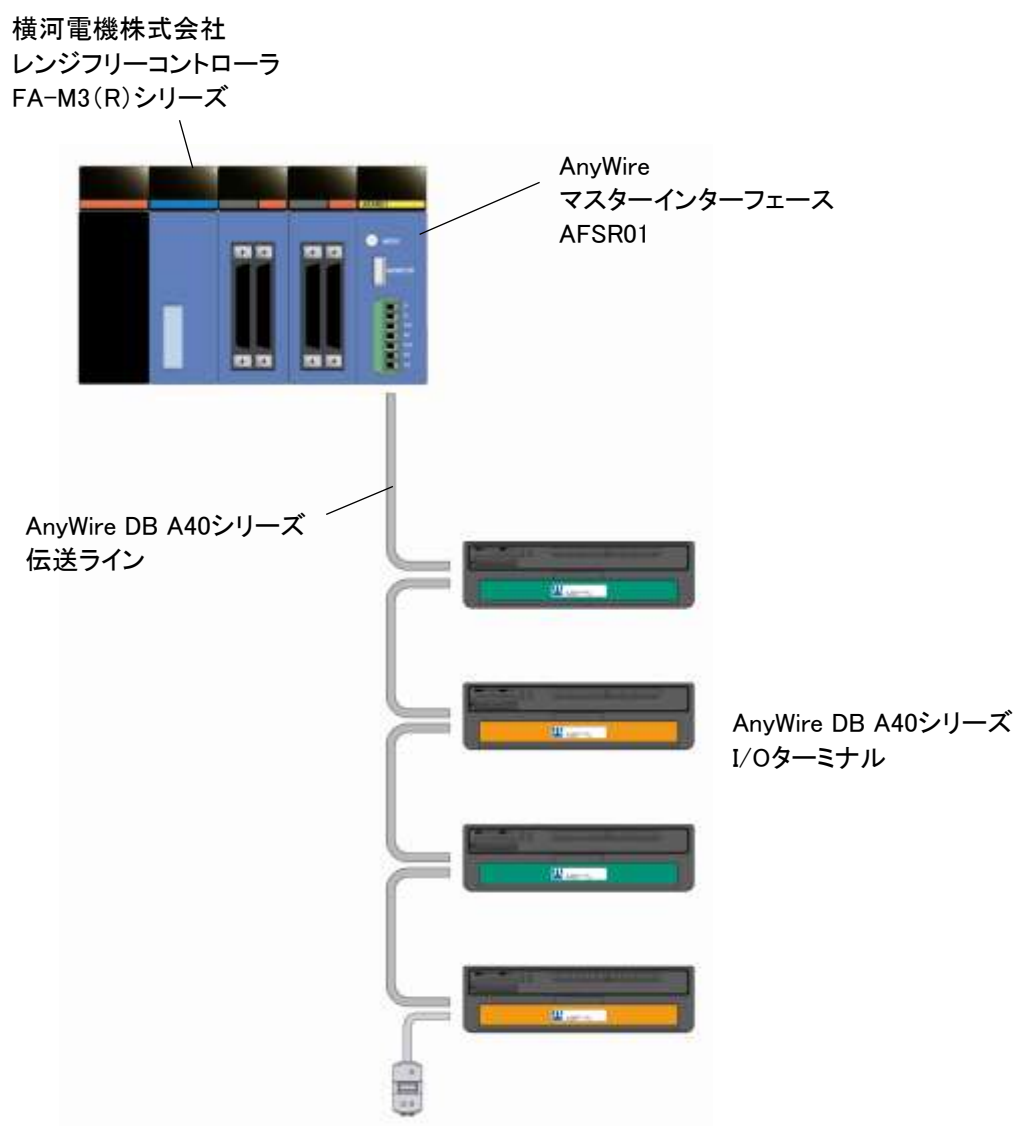 横河電機株式会社
レンジフリーコントローラ
FA-M3(R)シリーズ
AnyWire
マスターインターフェース
AFSR01
AnyWire DB A40シリーズ
伝送ライン
AnyWire DB A40シリーズ
I/Oターミナル